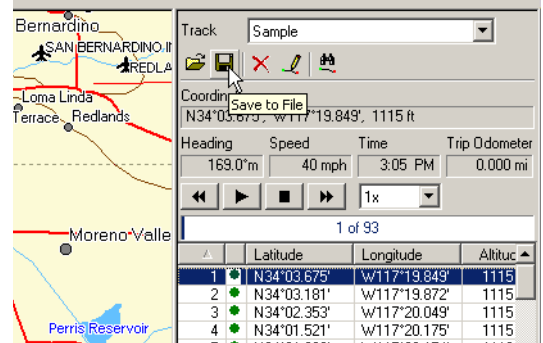 Bernardino
SAN BERNARDINO I
REDLA
Loma Linda
Terrace Redlands
Moreno Valle
Perris Reservoir
Track Sample
Save to File
N34°03.675', W117°19.849', 1115 ft
Heading Speed Time Trip Odometer
169.0°m 40 mph 3:05 PM 0.000 mi
1x
1 of 93
Latitude Longitude Altitud
1 N34°03.675' W117°19.849' 1115
2 N34°03.181' W117°19.872' 1115
3 N34°02.353' W117°20.049' 1115
4 N34°01.521' W117°20.175' 1115